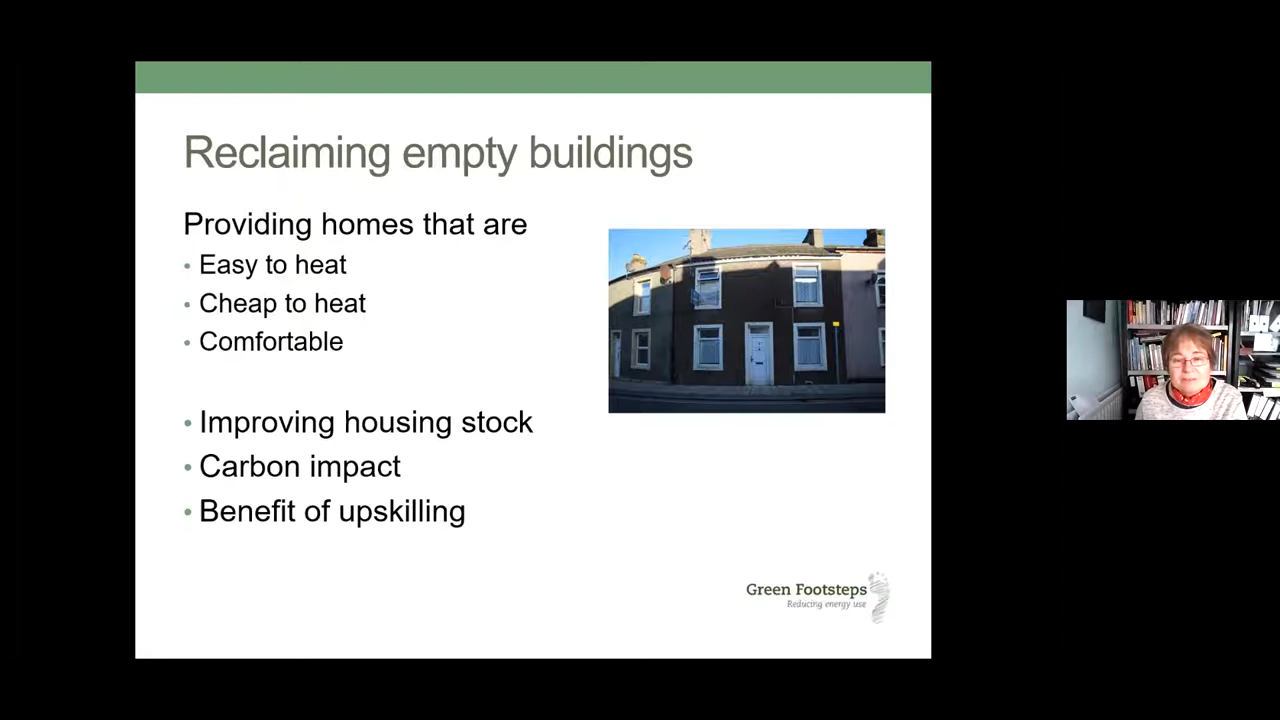 Reclaiming empty buildings
Providing homes that are
• Easy to heat
• Cheap to heat
• Comfortable
• Improving housing stock
• Carbon impact
• Benefit of upskilling
Green Footsteps
Reducing energy use